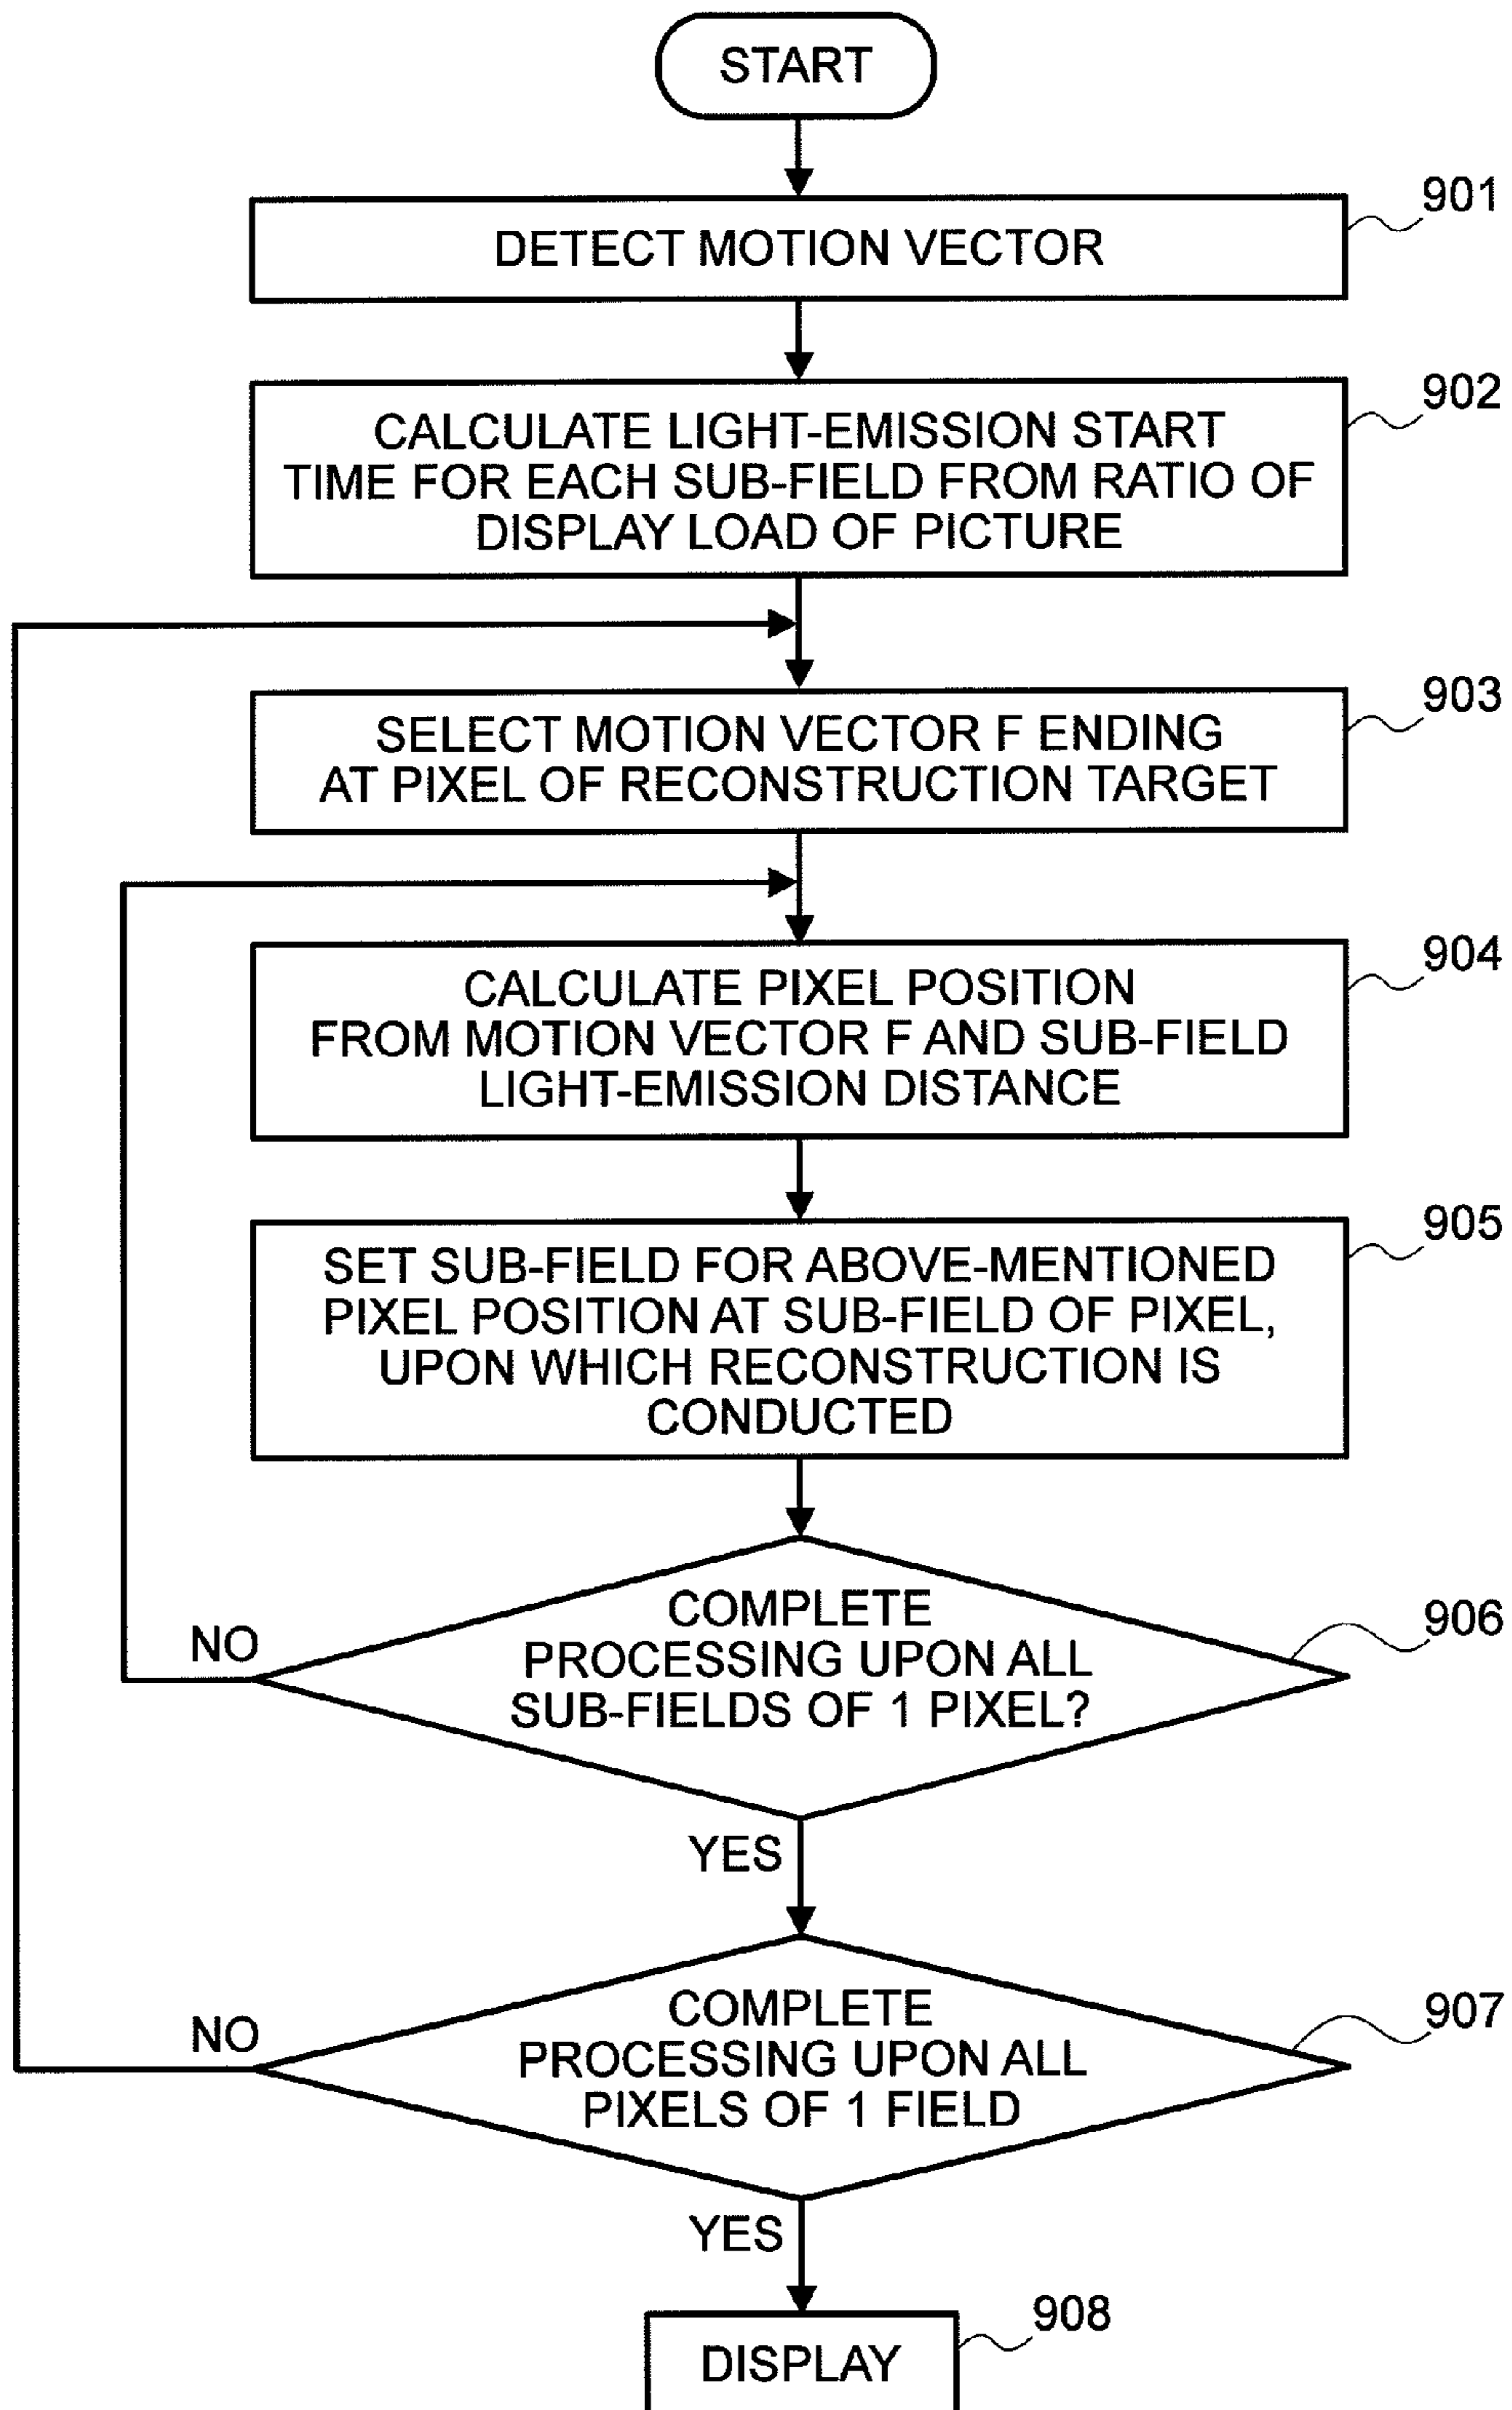 START
901
DETECT MOTION VECTOR
902
CALCULATE LIGHT-EMISSION START
TIME FOR EACH SUB-FIELD FROM RATIO OF
DISPLAY LOAD OF PICTURE
903
SELECT MOTION VECTOR F ENDING
AT PIXEL OF RECONSTRUCTION TARGET
904
CALCULATE PIXEL POSITION
FROM MOTION VECTOR F AND SUB-FIELD
LIGHT-EMISSION DISTANCE
905
SET SUB-FIELD FOR ABOVE-MENTIONED
PIXEL POSITION AT SUB-FIELD OF PIXEL,
UPON WHICH RECONSTRUCTION IS
CONDUCTED
906
NO
COMPLETE
PROCESSING UPON ALL
SUB-FIELDS OF 1 PIXEL?
YES
907
NO
COMPLETE
PROCESSING UPON ALL
PIXELS OF 1 FIELD
YES
908
DISPLAY